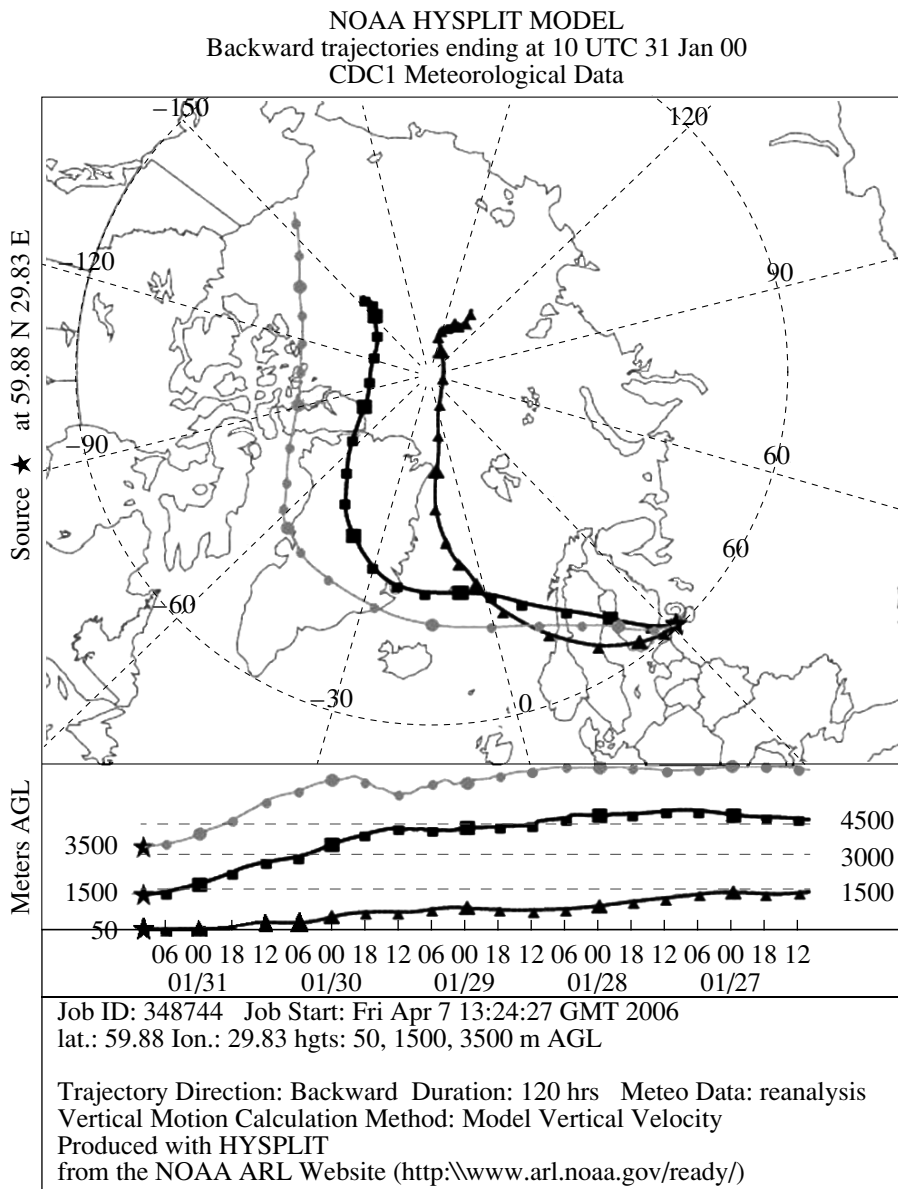 NOAA HYSPLIT MODEL
Backward trajectories ending at 10 UTC 31 Jan 00
CDC1 Meteorological Data
Source ★ at 59.88 N 29.83 E
−150
120
−120
90
−90
60
60
−60
−30
0
Meters AGL
3500
1500
50
4500
3000
1500
06 00 18 12 06 00 18 12 06 00 18 12 06 00 18 12 06 00 18 12
01/31 01/30 01/29 01/28 01/27
Job ID: 348744 Job Start: Fri Apr 7 13:24:27 GMT 2006
lat.: 59.88 Ion.: 29.83 hgts: 50, 1500, 3500 m AGL
Trajectory Direction: Backward Duration: 120 hrs Meteo Data: reanalysis
Vertical Motion Calculation Method: Model Vertical Velocity
Produced with HYSPLIT
from the NOAA ARL Website (http:\\www.arl.noaa.gov/ready/)